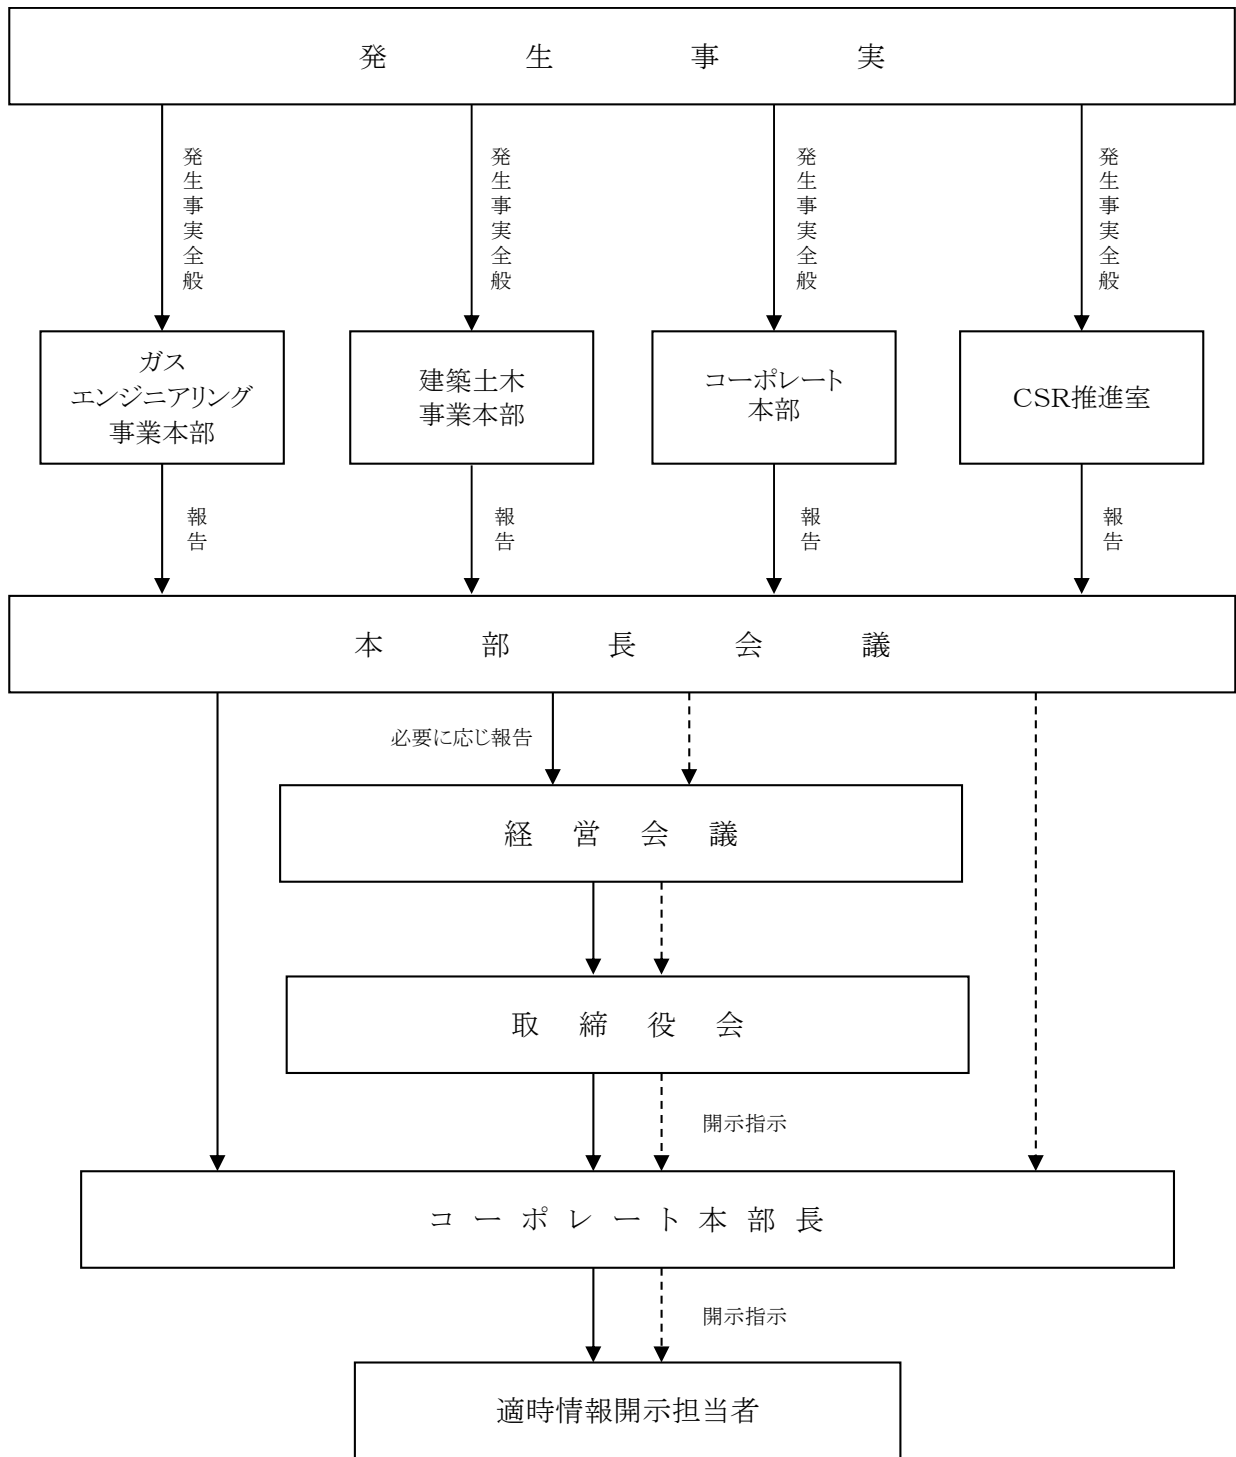 発生事実
発生事実全般
発生事実全般
発生事実全般
発生事実全般
ガス
エンジニアリング
事業本部
建築土木
事業本部
コーポレート
本部
CSR推進室
報告
報告
報告
報告
本部長会議
必要に応じ報告
経営会議
取締役会
開示指示
コーポレート本部長
開示指示
適時情報開示担当者